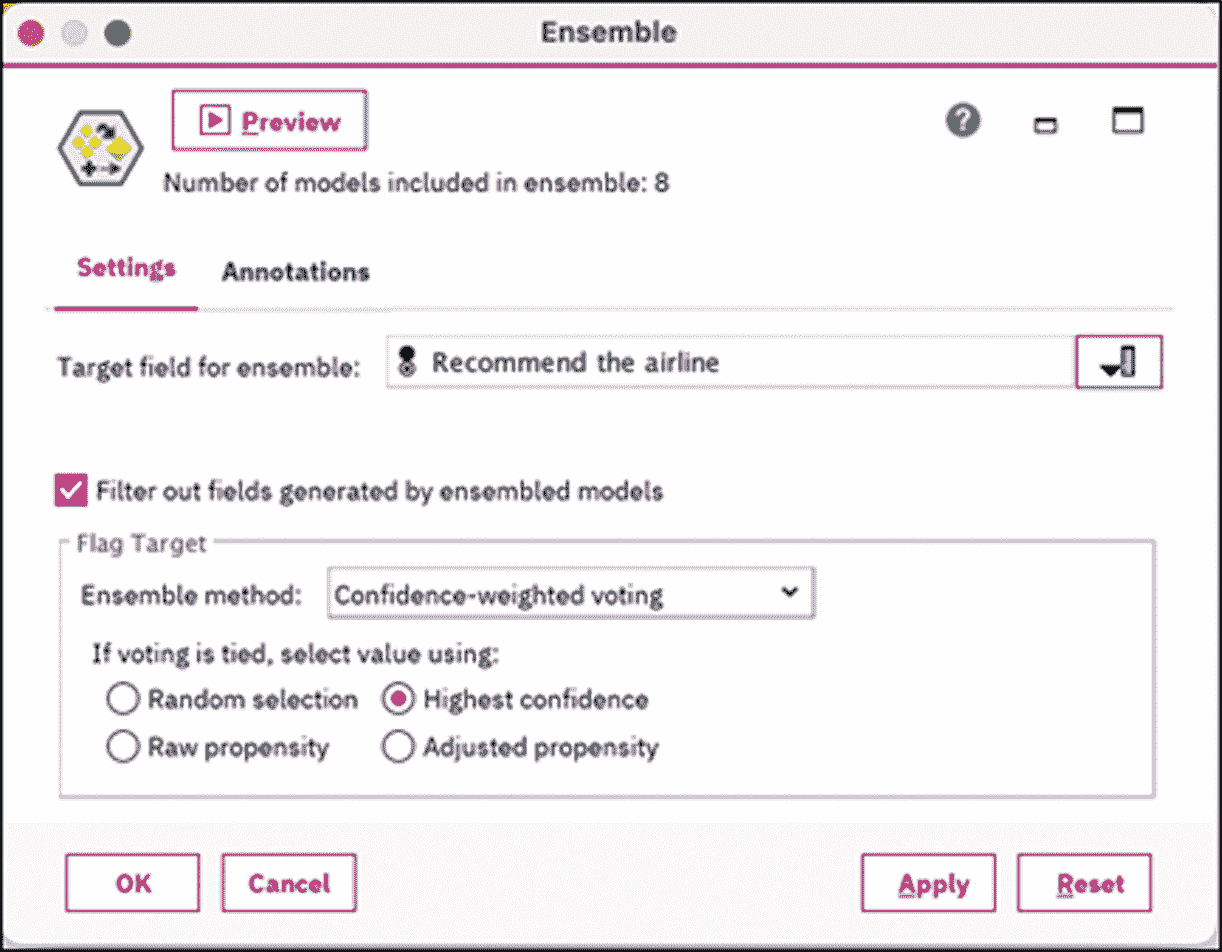 Ensemble
Preview
Number of models included in ensemble: 8
Settings Annotations
Target field for ensemble: Recommend the airline
Filter out fields generated by ensembled models
Flag Target
Ensemble method: Confidence-weighted voting
If voting is tied, select value using:
Random selection Highest confidence
Raw propensity Adjusted propensity
OK Cancel Apply Reset